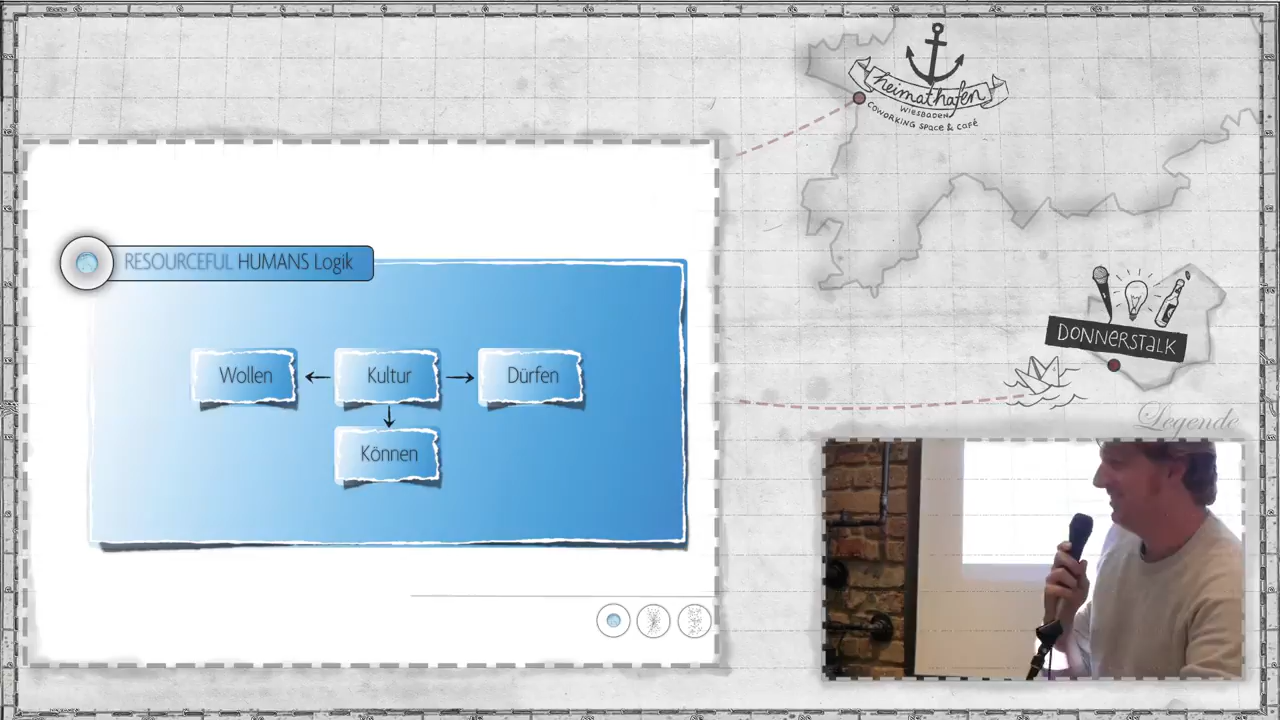 heimathafen
WIESBADEN
COWORKING SPACE & CAFÉ
RESOURCEFUL HUMANS Logik
DONNERSTALK
Wollen
Kultur
Dürfen
Können
Legende